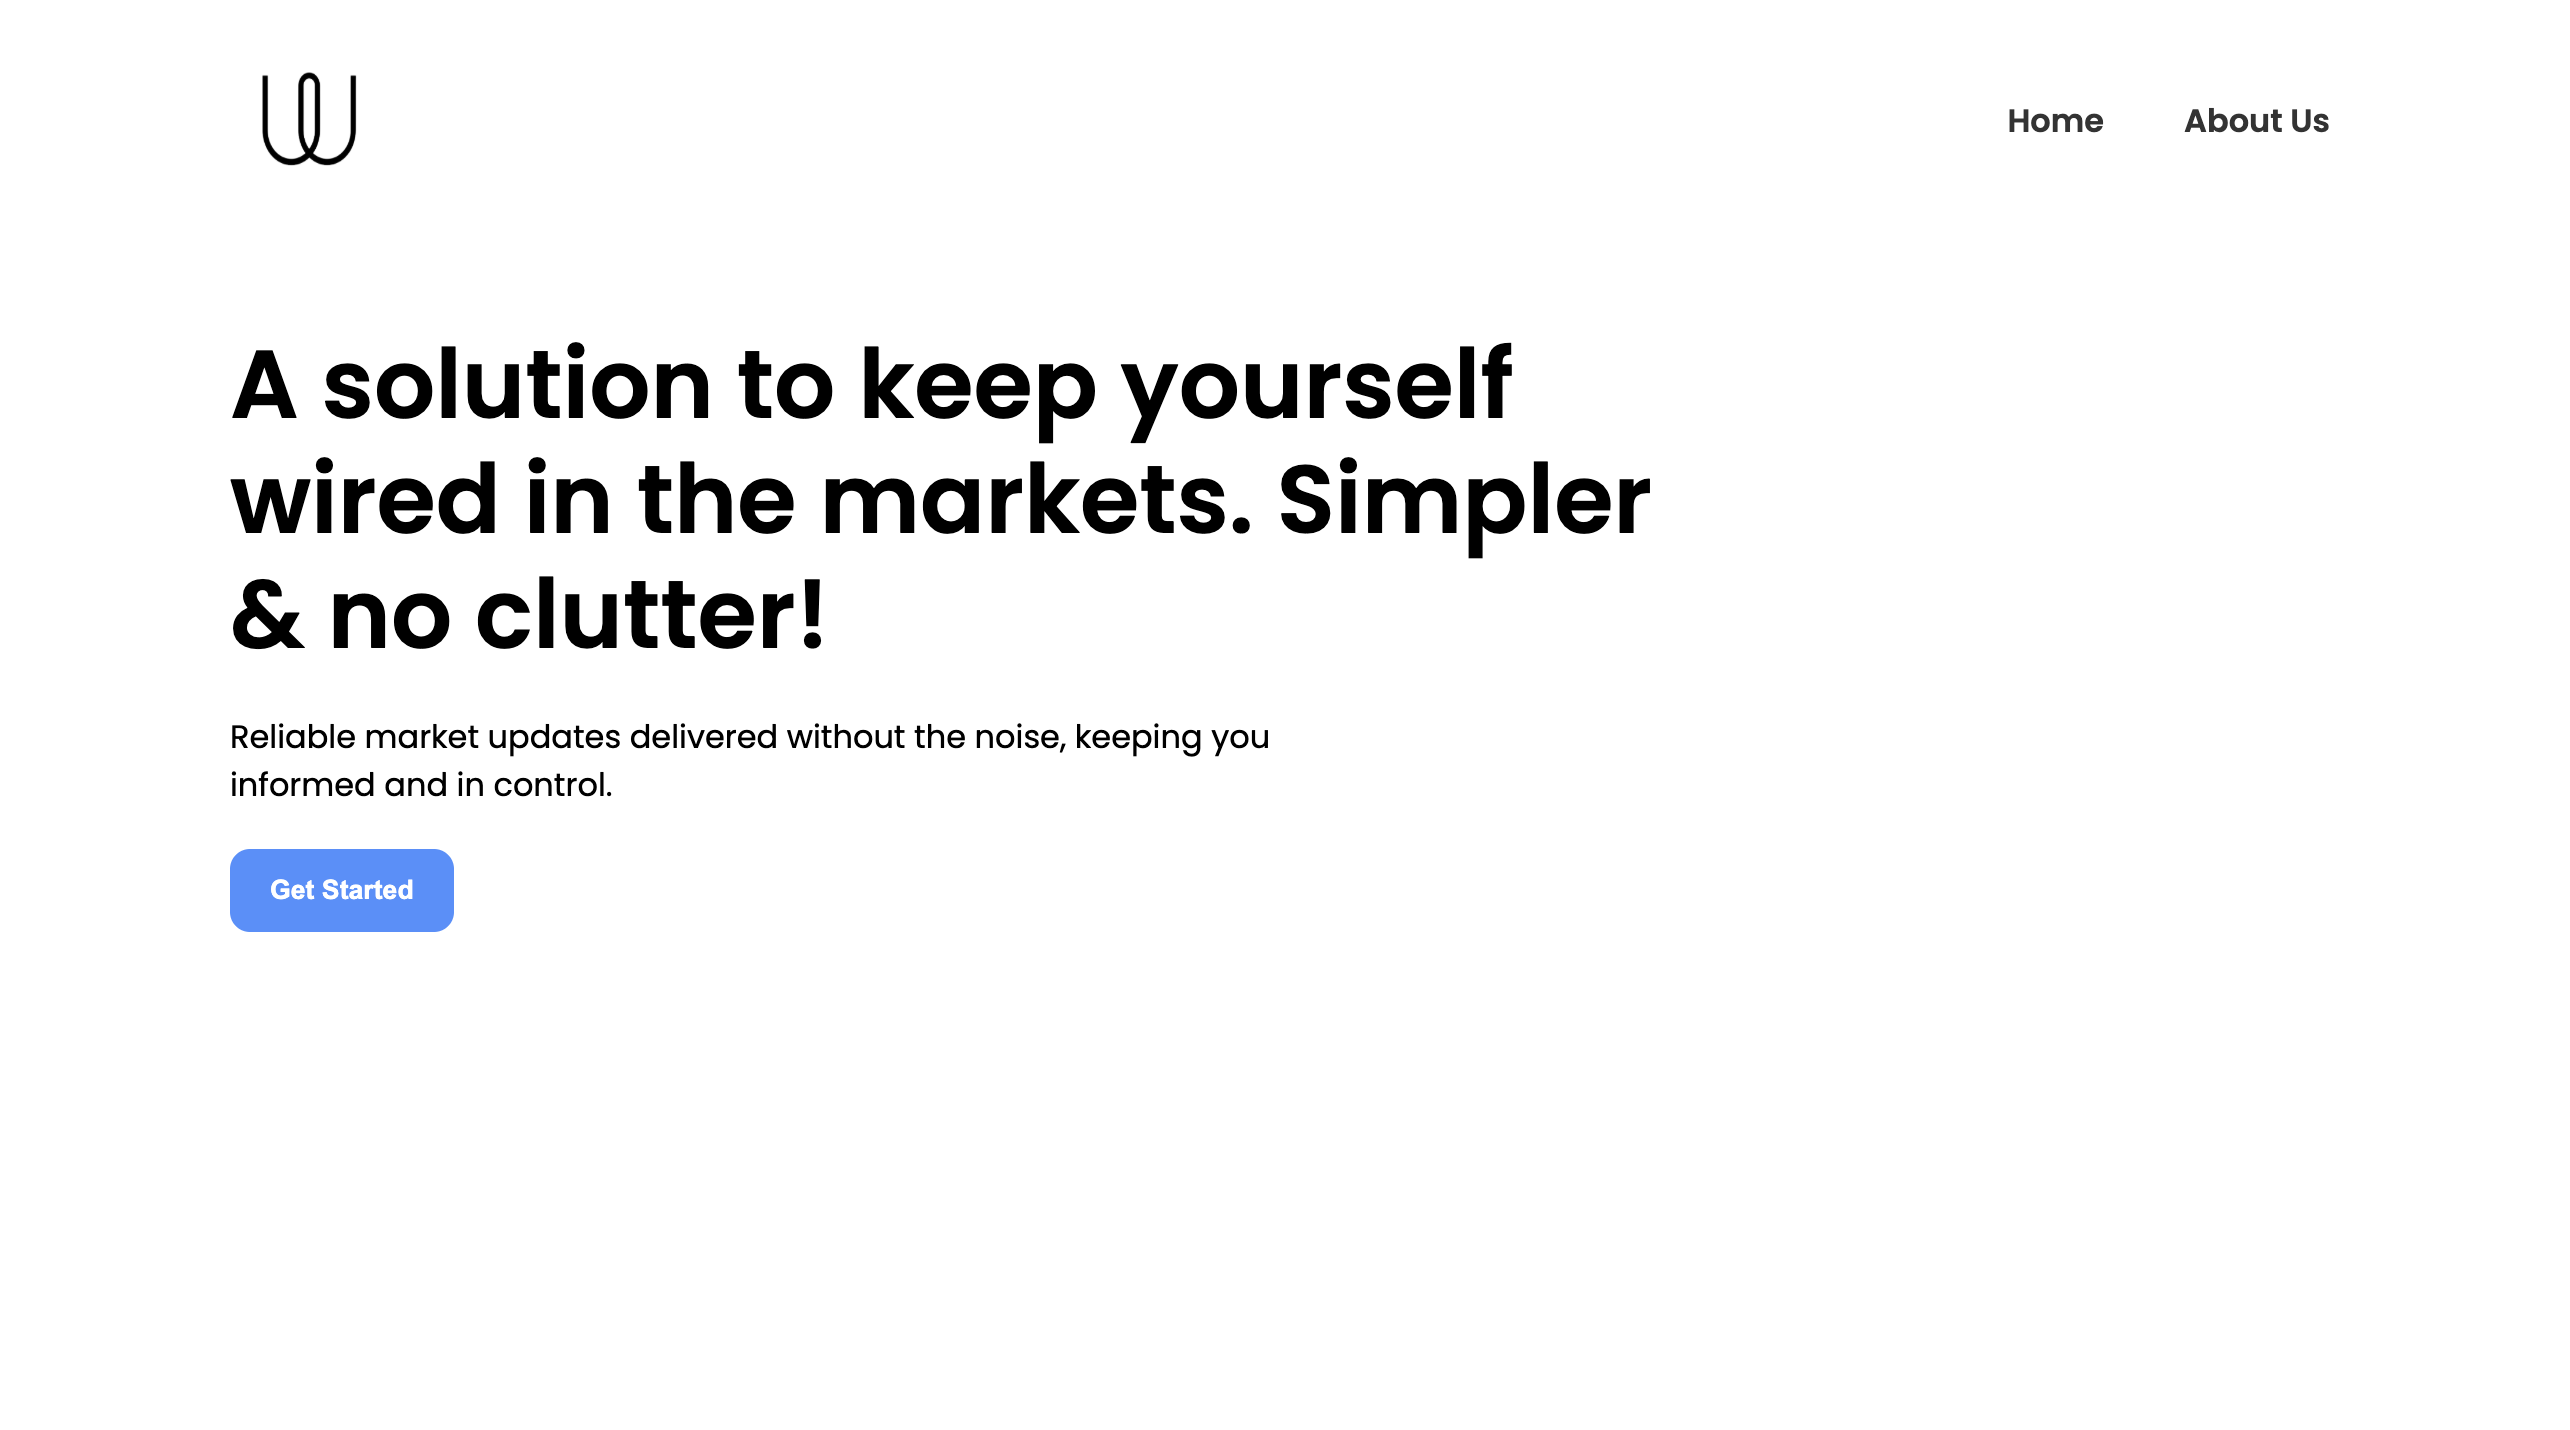 Home
About Us
A solution to keep yourself
wired in the markets. Simpler
& no clutter!
Reliable market updates delivered without the noise, keeping you
informed and in control.
Get Started